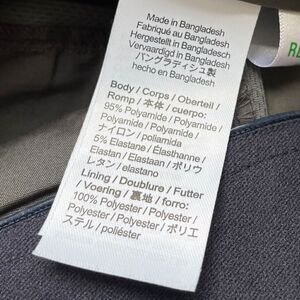 Made in Bangladesh
Fabriqué au Bangladesh
Hergestellt in Bangladesh
Vervaardigd in Bangladesh
バングラディシュ製
hecho en Bangladesh
Body / Corps / Oberteil /
Romp / 本体 / cuerpo:
95% Polyamide / Polyamide
/ Polyamide / Polyamide /
ナイロン / poliamida
5% Elastane / Élasthanne /
Elastan / Elastaan / ポリウ
レタン / elastano
Lining / Doublure / Futter
/ Voering / 裏地 / forro:
100% Polyester / Polyester /
Polyester / Polyester / ポリエ
ステル / poliéster